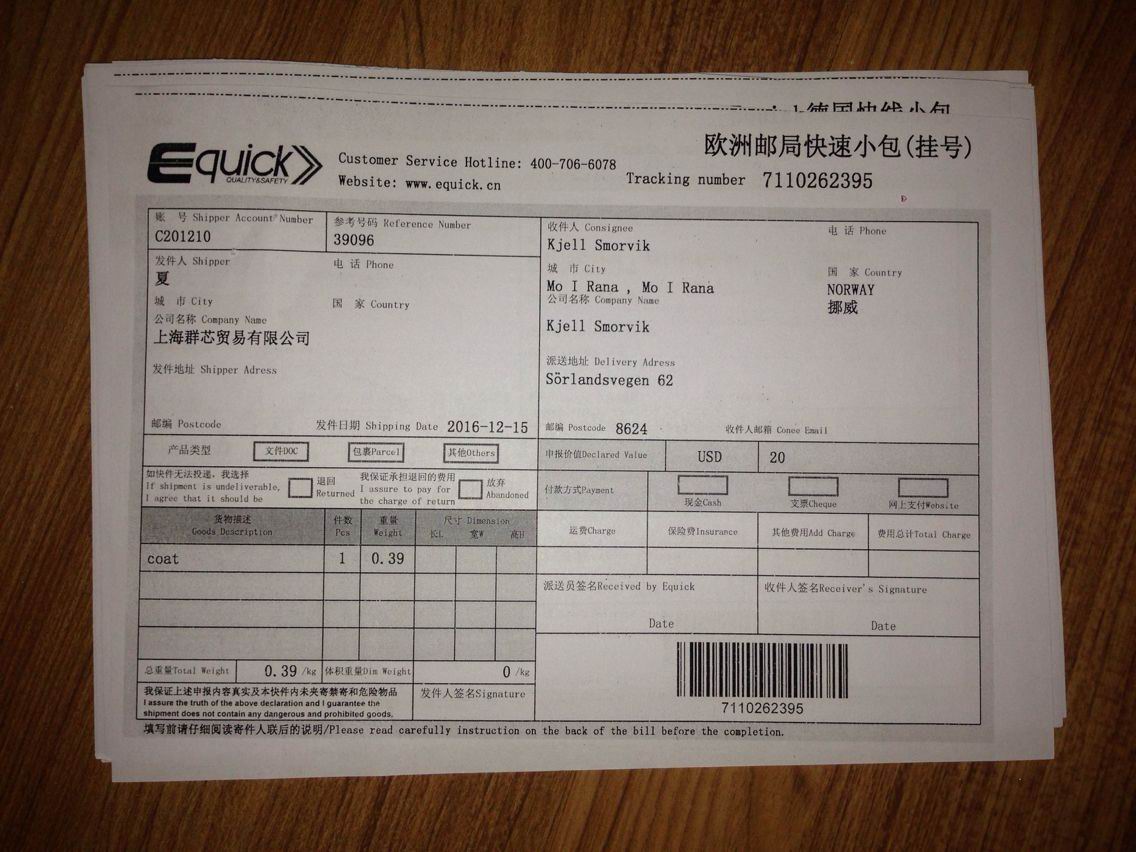 德国快线小包
Equick
QUALITY&SAFETY
Customer Service Hotline: 400-706-6078
Website: www.equick.cn
欧洲邮局快速小包(挂号)
Tracking number 7110262395
账 号 Shipper Account Number
C201210
参考号码 Reference Number
39096
发件人 Shipper
夏
电 话 Phone
城 市 City
国 家 Country
公司名称 Company Name
上海群芯贸易有限公司
发件地址 Shipper Adress
邮编 Postcode
发件日期 Shipping Date 2016-12-15
收件人 Consignee
Kjell Smorvik
电 话 Phone
城 市 City
Mo I Rana , Mo I Rana
国 家 Country
NORWAY
挪威
公司名称 Company Name
Kjell Smorvik
派送地址 Delivery Adress
Sörlandsvegen 62
邮编 Postcode 8624
收件人邮箱 Conee Email
产品类型
文件DOC
包裹Parcel
其他Others
申报价值Declared Value
USD
20
如快件无法投递，我选择
If shipment is undeliverable,
I agree that it should be
退回
Returned
我保证承担退回的费用
I assure to pay for
the charge of return
放弃
Abandoned
付款方式Payment
现金Cash
支票Cheque
网上支付Website
货物描述
Goods Description
件数
Pcs
重量
Weight
尺寸 Dimension
长L 宽W 高H
运费Charge
保险费Insurance
其他费用Add Charge
费用总计Total Charge
coat 1 0.39
派送员签名Received by Equick
Date
收件人签名Receiver's Signature
Date
总重量Total Weight 0.39 /kg
体积重量Dim Weight 0 /kg
我保证上述申报内容真实及本快件内未夹寄禁寄和危险物品
I assure the truth of the above declaration and I guarantee the
shipment does not contain any dangerous and prohibited goods.
发件人签名Signature
7110262395
填写前请仔细阅读寄件人联后的说明/Please read carefully instruction on the back of the bill before the completion.